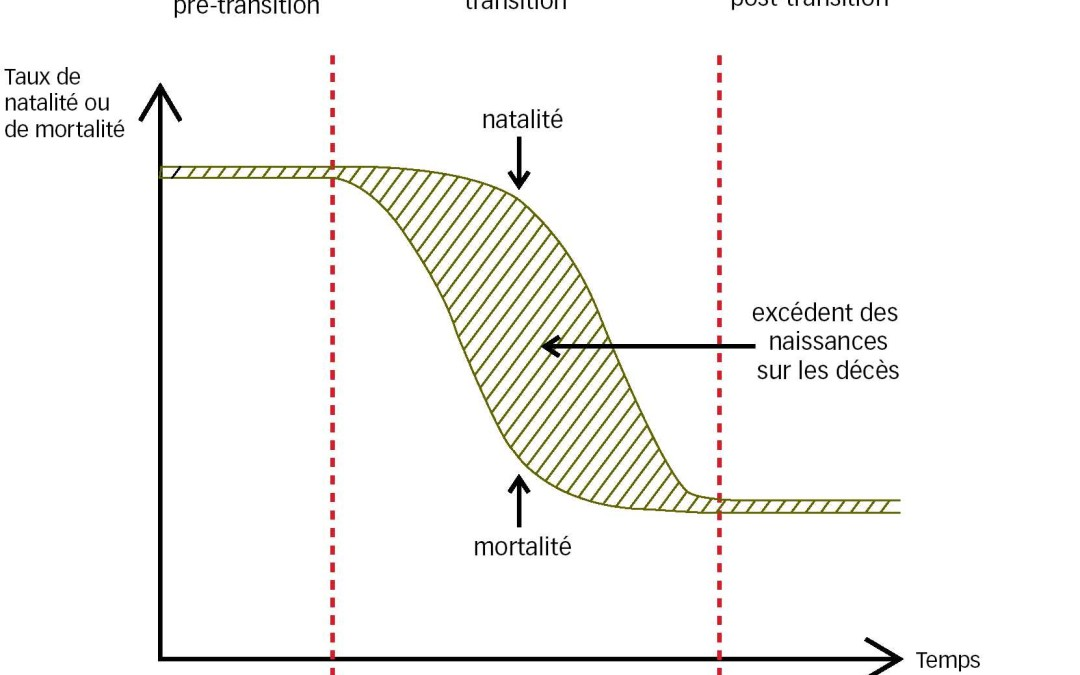 pré-transition
transition
post-transition
Taux de
natalité ou
de mortalité
natalité
excédent des
naissances
sur les décès
mortalité
Temps